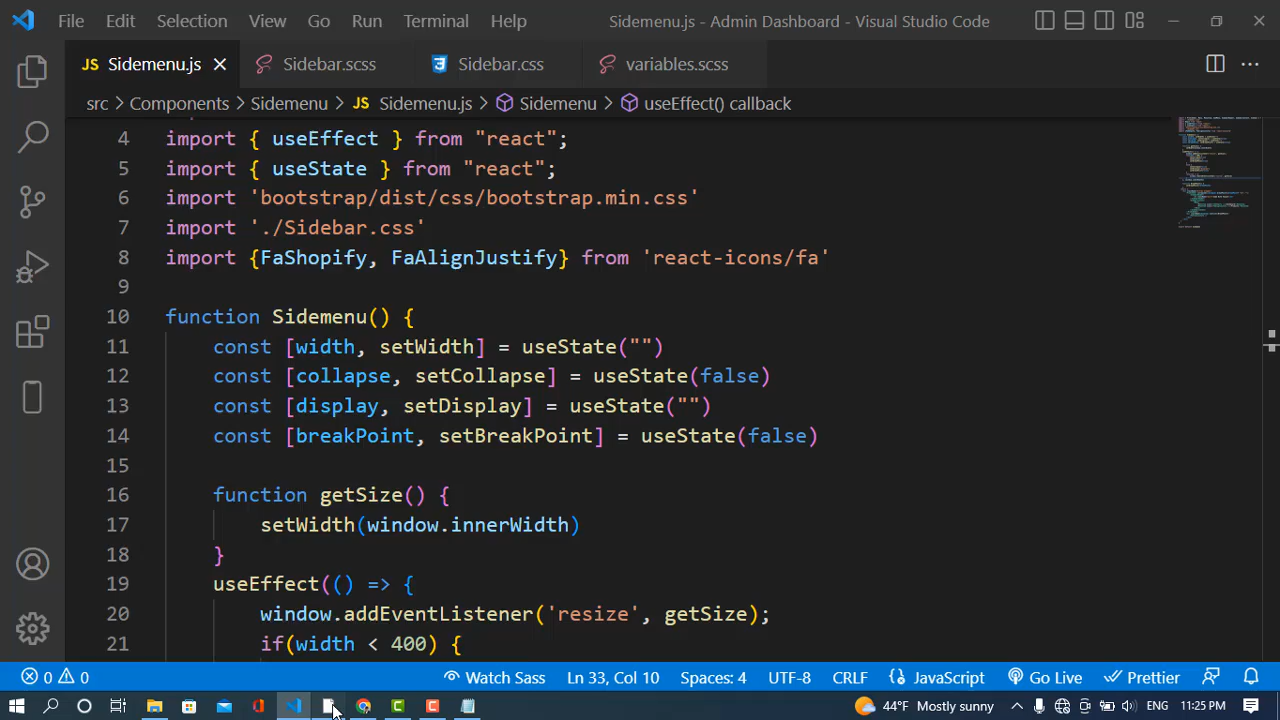 File Edit Selection View Go Run Terminal Help Sidemenu.js - Admin Dashboard - Visual Studio Code
JS Sidemenu.js Sidebar.scss Sidebar.css variables.scss
src > Components > Sidemenu > JS Sidemenu.js > Sidemenu > useEffect() callback
4 import { useEffect } from "react";
5 import { useState } from "react";
6 import 'bootstrap/dist/css/bootstrap.min.css'
7 import './Sidebar.css'
8 import {FaShopify, FaAlignJustify} from 'react-icons/fa'
9
10 function Sidemenu() {
11 const [width, setWidth] = useState("")
12 const [collapse, setCollapse] = useState(false)
13 const [display, setDisplay] = useState("")
14 const [breakPoint, setBreakPoint] = useState(false)
15
16 function getSize() {
17 setWidth(window.innerWidth)
18 }
19 useEffect(() => {
20 window.addEventListener('resize', getSize);
21 if(width < 400) {
0 0 Watch Sass Ln 33, Col 10 Spaces: 4 UTF-8 CRLF JavaScript Go Live Prettier
44°F Mostly sunny ENG 11:25 PM